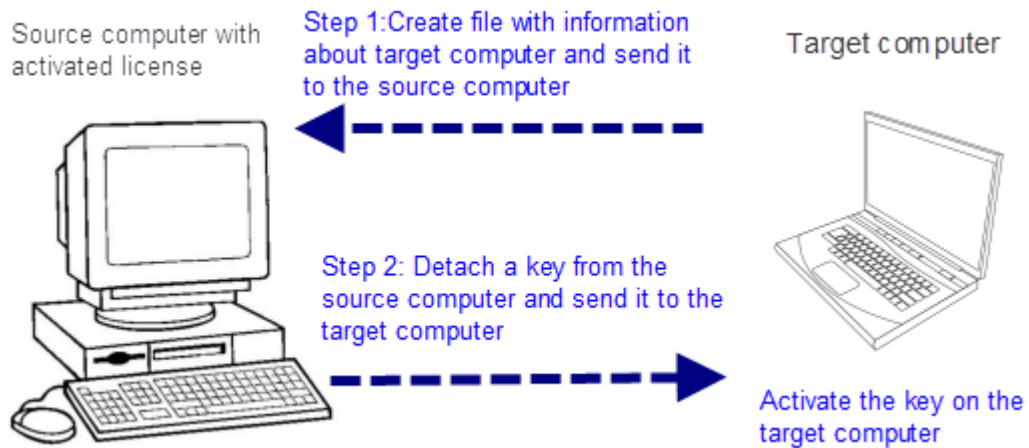 Source computer with
activated license
Step 1:Create file with information
about target computer and send it
to the source computer
Target computer
Step 2: Detach a key from the
source computer and send it to the
target computer
Activate the key on the
target computer